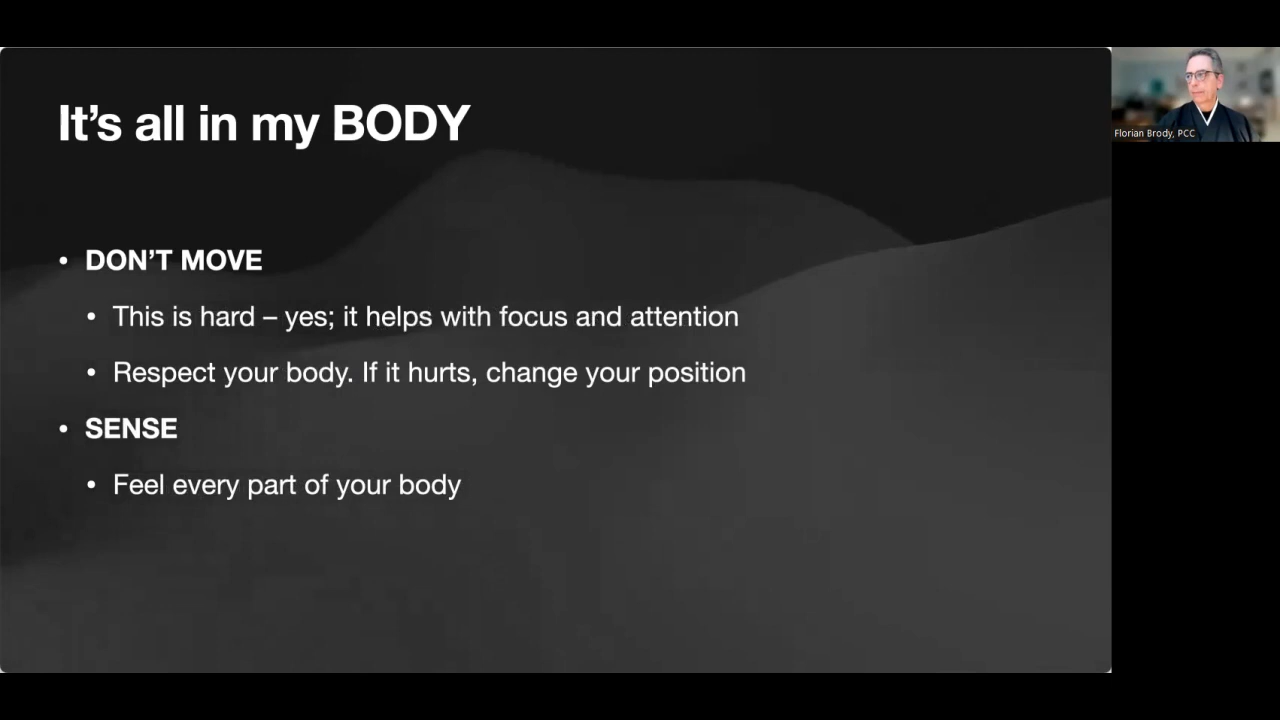 It’s all in my BODY
• DON’T MOVE
• This is hard – yes; it helps with focus and attention
• Respect your body. If it hurts, change your position
• SENSE
• Feel every part of your body
Florian Brody, PCC